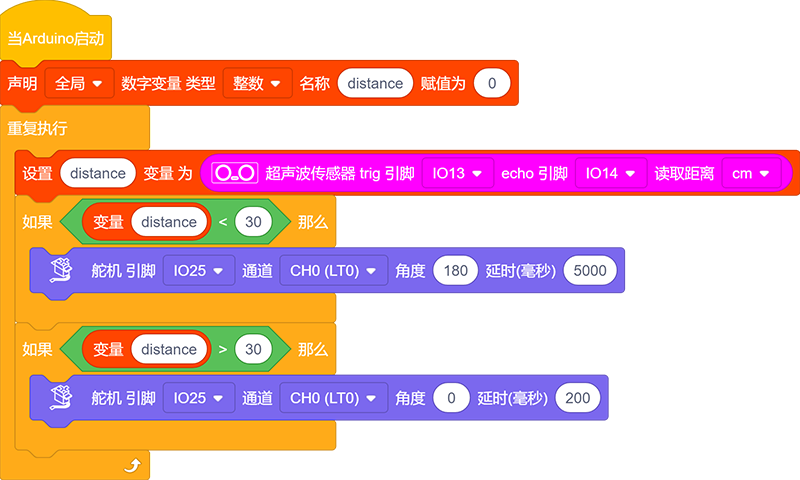 当Arduino启动
声明 全局 数字变量 类型 整数 名称 distance 赋值为 0
重复执行
设置 distance 变量 为 超声波传感器 trig 引脚 IO13 echo 引脚 IO14 读取距离 cm
如果 变量 distance < 30 那么
舵机 引脚 IO25 通道 CH0 (LT0) 角度 180 延时(毫秒) 5000
如果 变量 distance > 30 那么
舵机 引脚 IO25 通道 CH0 (LT0) 角度 0 延时(毫秒) 200